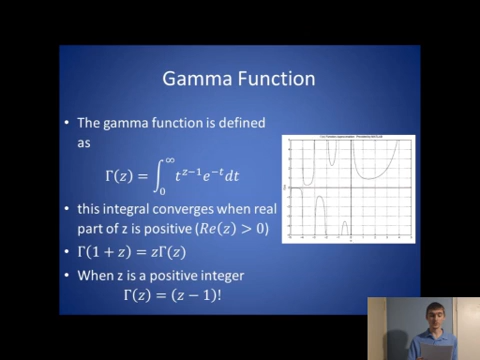 Gamma Function
• The gamma function is defined
as
Γ(z) = ∫₀^∞ t^{z−1}e^{−t}dt
• this integral converges when real
part of z is positive (Re(z) > 0)
• Γ(1 + z) = zΓ(z)
• When z is a positive integer
Γ(z) = (z − 1)!